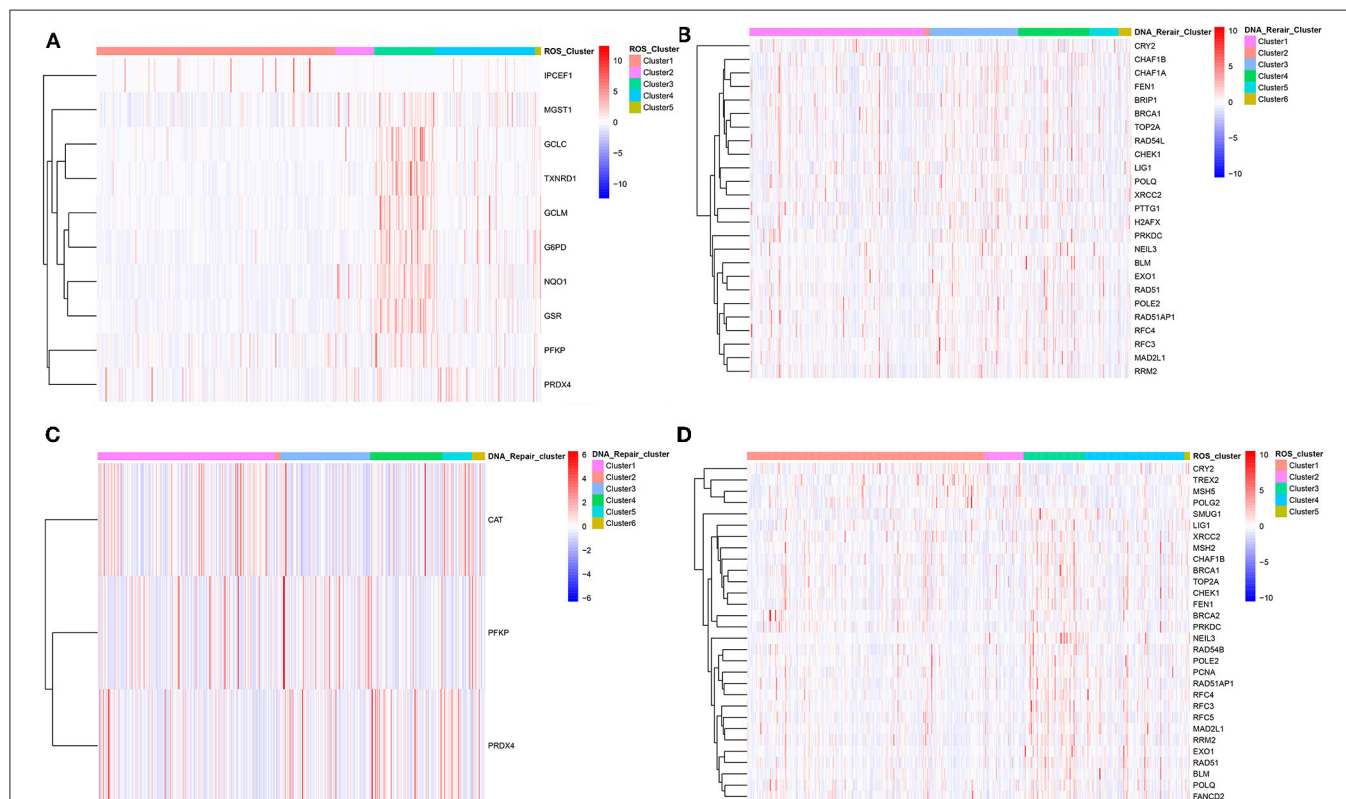 A
ROS_Cluster
IPCEF1
MGST1
GCLC
TXNRD1
GCLM
G6PD
NQO1
GSR
PFKP
PRDX4
10
5
0
−5
−10
ROS_Cluster
Cluster1
Cluster2
Cluster3
Cluster4
Cluster5
B
DNA_Rerair_Cluster
CRY2
CHAF1B
CHAF1A
FEN1
BRIP1
BRCA1
TOP2A
RAD54L
CHEK1
LIG1
POLQ
XRCC2
PTTG1
H2AFX
PRKDC
NEIL3
BLM
EXO1
RAD51
POLE2
RAD51AP1
RFC4
RFC3
MAD2L1
RRM2
10
5
0
−5
−10
DNA_Rerair_Cluster
Cluster1
Cluster2
Cluster3
Cluster4
Cluster5
Cluster6
C
DNA_Repair_cluster
CAT
PFKP
PRDX4
6
4
2
0
−2
−4
−6
DNA_Repair_cluster
Cluster1
Cluster2
Cluster3
Cluster4
Cluster5
Cluster6
D
ROS_cluster
CRY2
TREX2
MSH5
POLG2
SMUG1
LIG1
XRCC2
MSH2
CHAF1B
BRCA1
TOP2A
CHEK1
FEN1
BRCA2
PRKDC
NEIL3
RAD54B
POLE2
PCNA
RAD51AP1
RFC4
RFC3
RFC5
MAD2L1
RRM2
EXO1
RAD51
BLM
POLQ
FANCD2
10
5
0
−5
−10
ROS_cluster
Cluster1
Cluster2
Cluster3
Cluster4
Cluster5